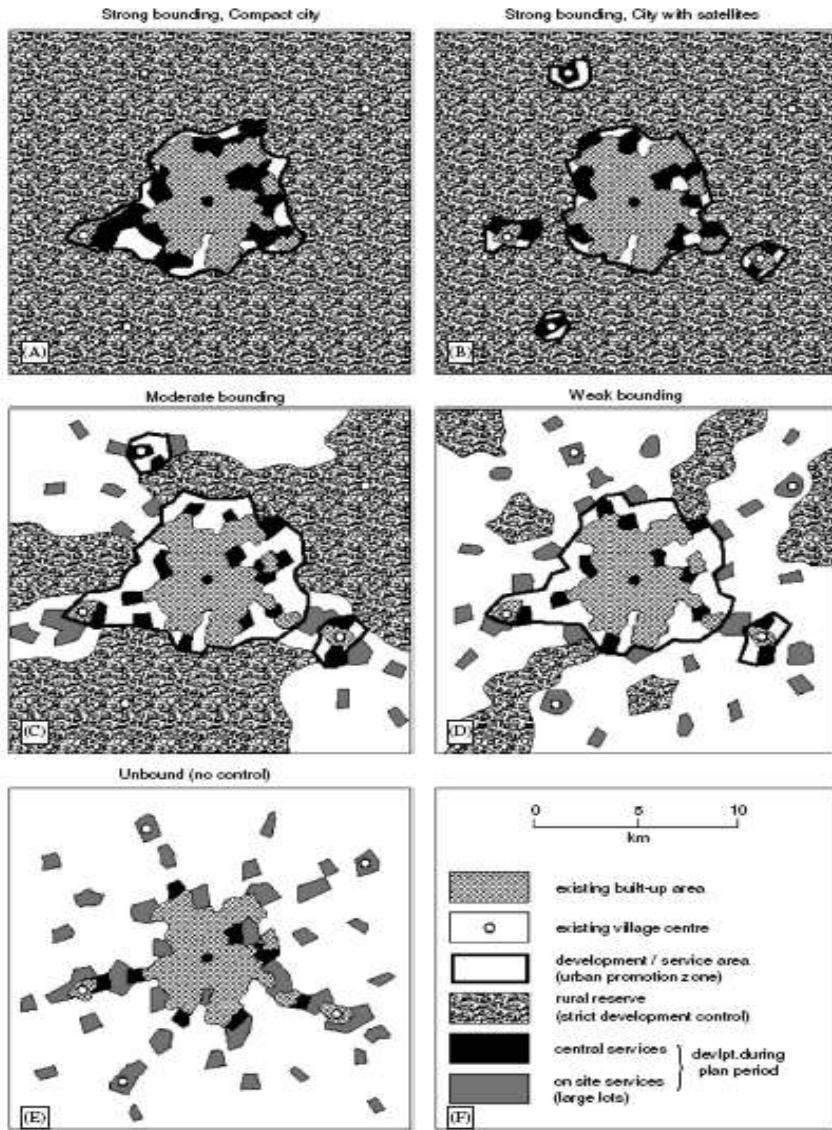 Strong bounding, Compact city
Strong bounding, City with satellites
(A)
(B)
Moderate bounding
Weak bounding
(C)
(D)
Unbound (no control)
0 5 10
km
existing built-up area
existing village centre
development / service area
(urban promotion zone)
rural reserve
(strict development control)
central services
devlpt.during
plan period
on site services
(large lots)
(E)
(F)